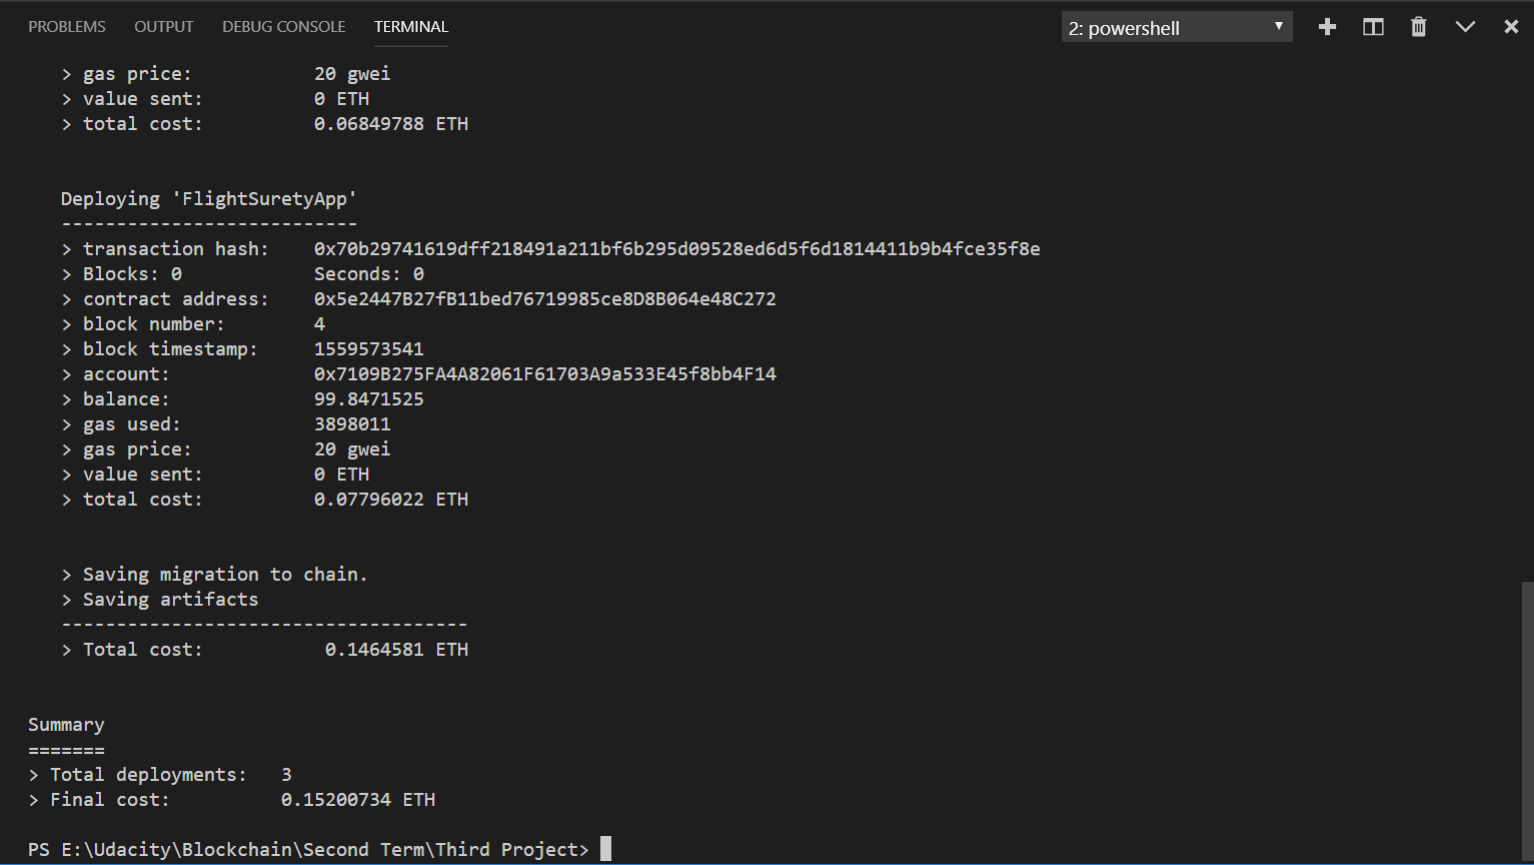 PROBLEMS OUTPUT DEBUG CONSOLE TERMINAL 2: powershell
> gas price: 20 gwei
> value sent: 0 ETH
> total cost: 0.06849788 ETH
Deploying 'FlightSuretyApp'
---------------------------
> transaction hash: 0x70b29741619dff218491a211bf6b295d09528ed6d5f6d1814411b9b4fce35f8e
> Blocks: 0 Seconds: 0
> contract address: 0x5e2447B27fB11bed76719985ce8D8B064e48C272
> block number: 4
> block timestamp: 1559573541
> account: 0x7109B275FA4A82061F61703A9a533E45f8bb4F14
> balance: 99.8471525
> gas used: 3898011
> gas price: 20 gwei
> value sent: 0 ETH
> total cost: 0.07796022 ETH
> Saving migration to chain.
> Saving artifacts
-------------------------------------
> Total cost: 0.1464581 ETH
Summary
=======
> Total deployments: 3
> Final cost: 0.15200734 ETH
PS E:\Udacity\Blockchain\Second Term\Third Project>